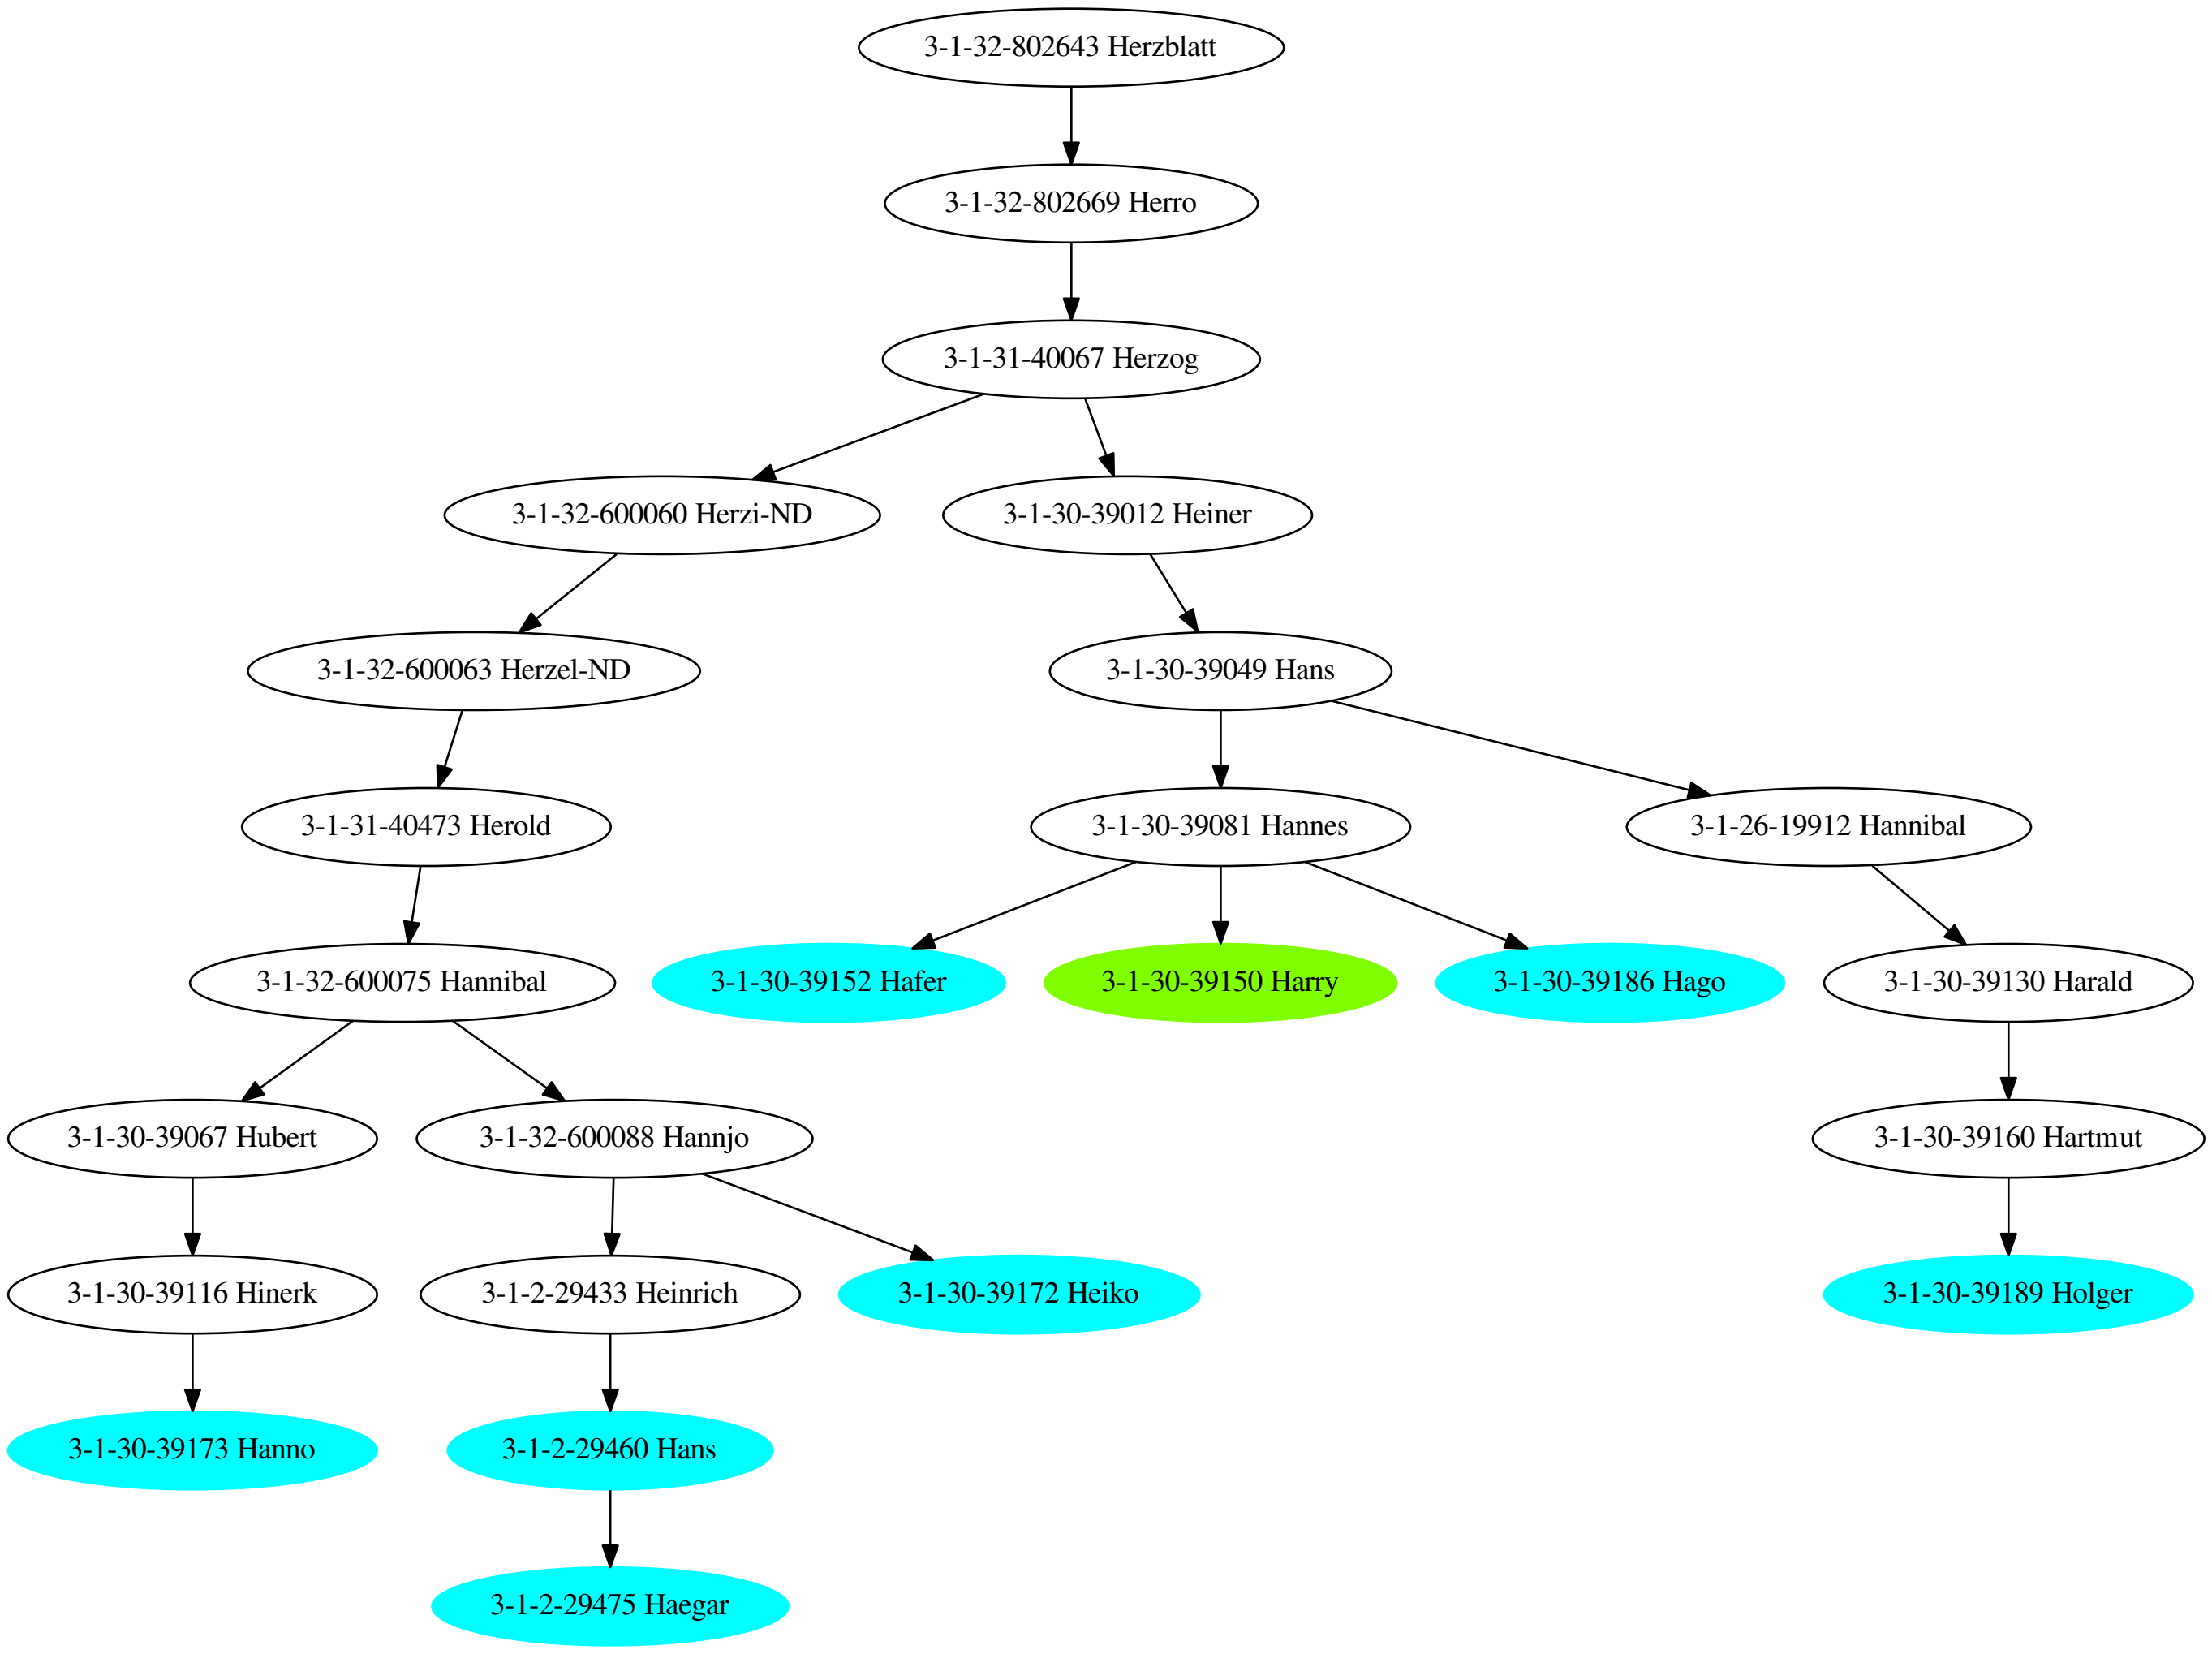 3-1-32-802643 Herzblatt
3-1-32-802669 Herro
3-1-31-40067 Herzog
3-1-32-600060 Herzi-ND
3-1-30-39012 Heiner
3-1-32-600063 Herzel-ND
3-1-30-39049 Hans
3-1-31-40473 Herold
3-1-30-39081 Hannes
3-1-26-19912 Hannibal
3-1-32-600075 Hannibal
3-1-30-39152 Hafer
3-1-30-39150 Harry
3-1-30-39186 Hago
3-1-30-39130 Harald
3-1-30-39067 Hubert
3-1-32-600088 Hannjo
3-1-30-39160 Hartmut
3-1-30-39116 Hinerk
3-1-2-29433 Heinrich
3-1-30-39172 Heiko
3-1-30-39189 Holger
3-1-30-39173 Hanno
3-1-2-29460 Hans
3-1-2-29475 Haegar